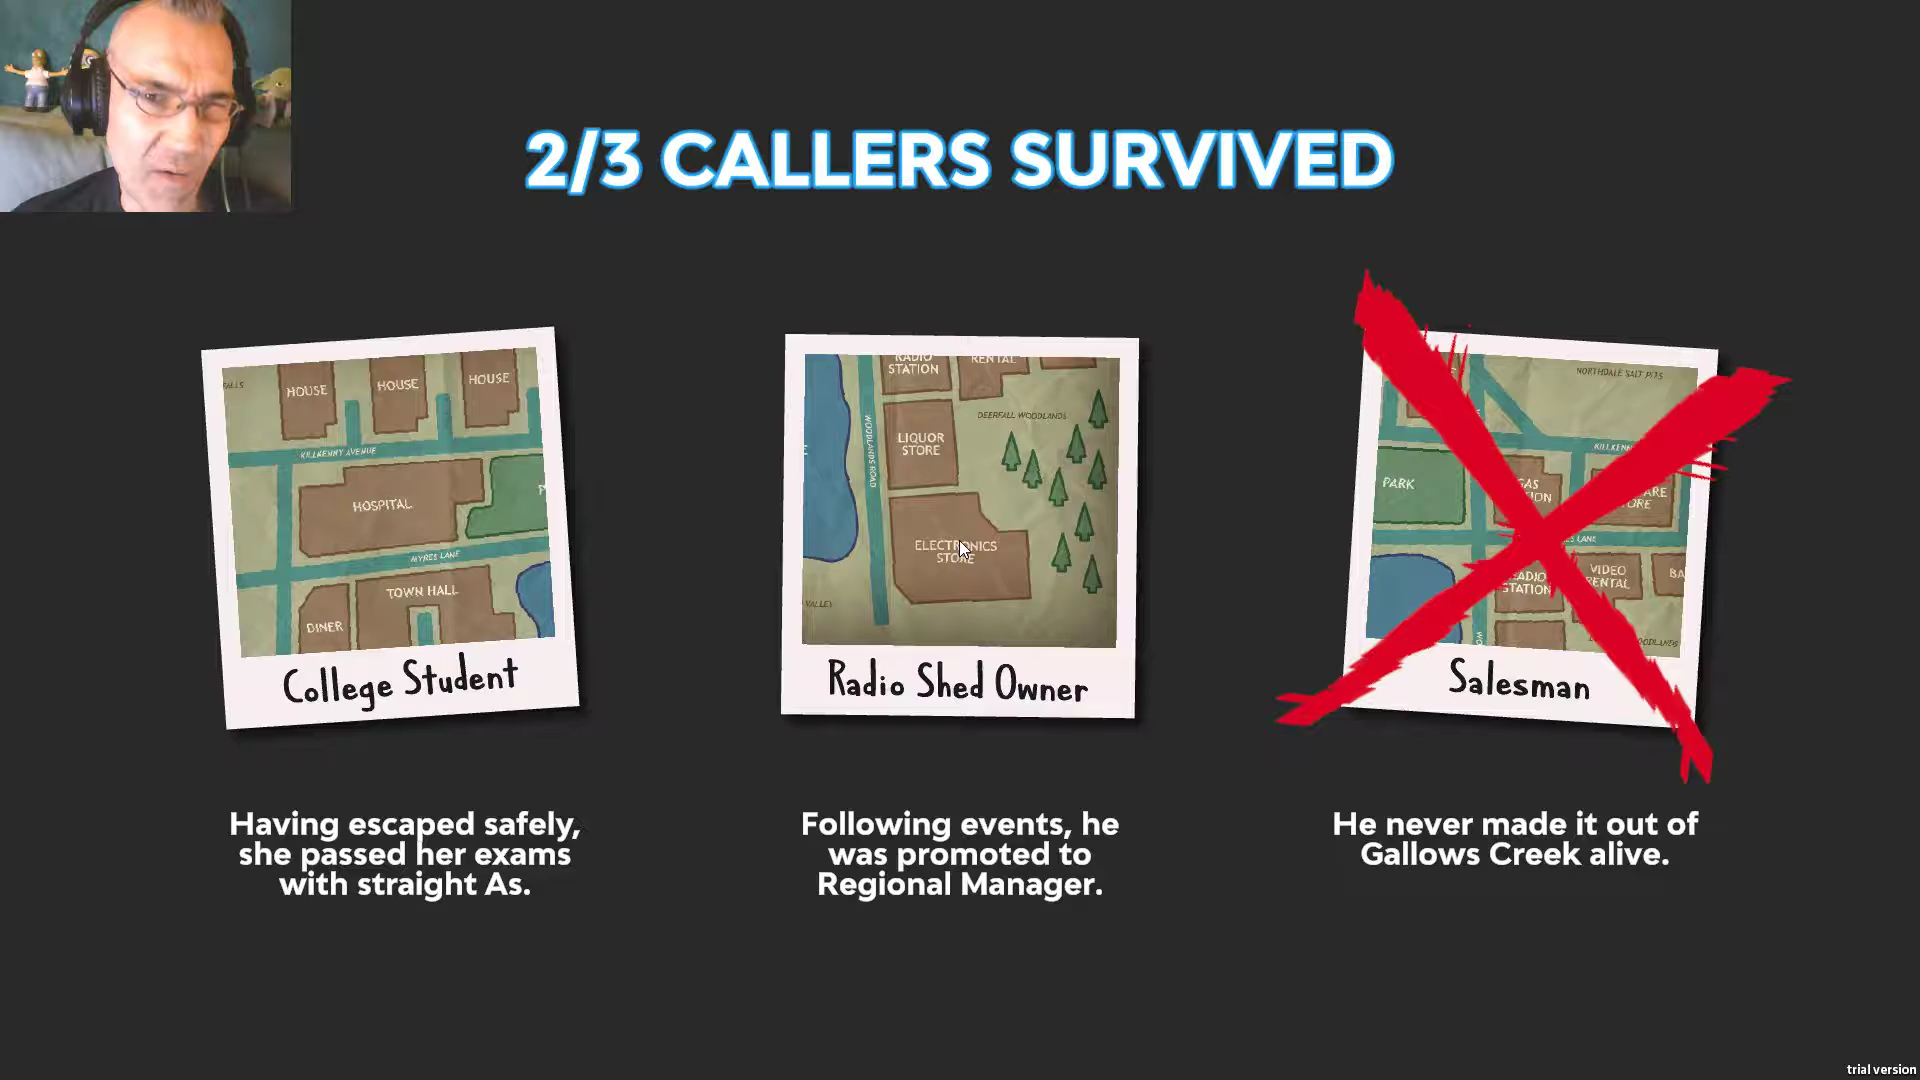 2/3 CALLERS SURVIVED
FALLS
HOUSE
HOUSE
HOUSE
KILLKENNY AVENUE
HOSPITAL
MYRES LANE
TOWN HALL
DINER
College Student
Having escaped safely,
she passed her exams
with straight As.
RADIO
STATION
RENTAL
DEERFALL WOODLANDS
LIQUOR
STORE
WOODLANDS ROAD
ELECTRONICS
STORE
VALLEY
Radio Shed Owner
Following events, he
was promoted to
Regional Manager.
NORTHDALE SALT PITS
PARK
VIDEO
RENTAL
STATION
Salesman
He never made it out of
Gallows Creek alive.
trial version